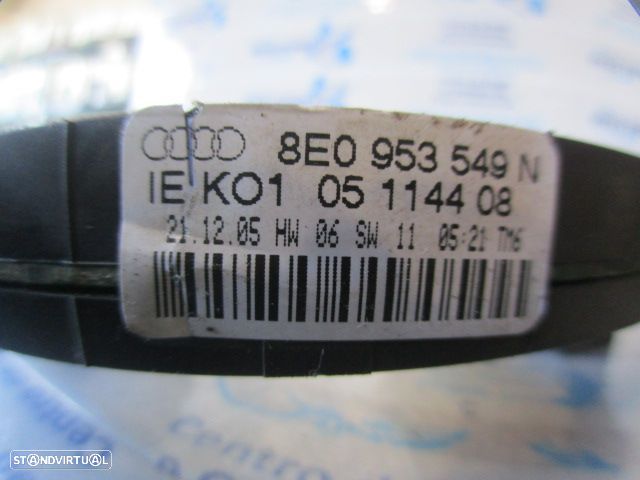 8E0 953 549 N
IE KO1 05 1144 08
21.12.05 HW 06 SW 11 05:21 TM6
centro
STANDVIRTUAL